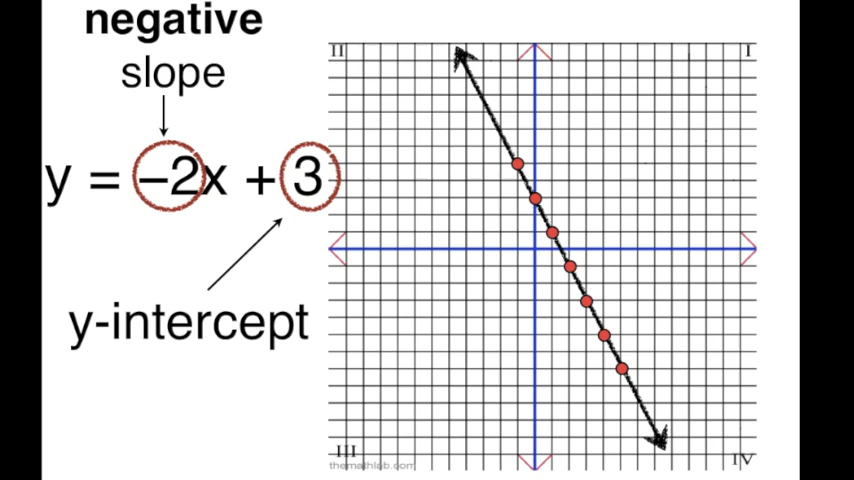 negative
slope
y = –2x + 3
y-intercept
II
I
III
IV
themathlab.com